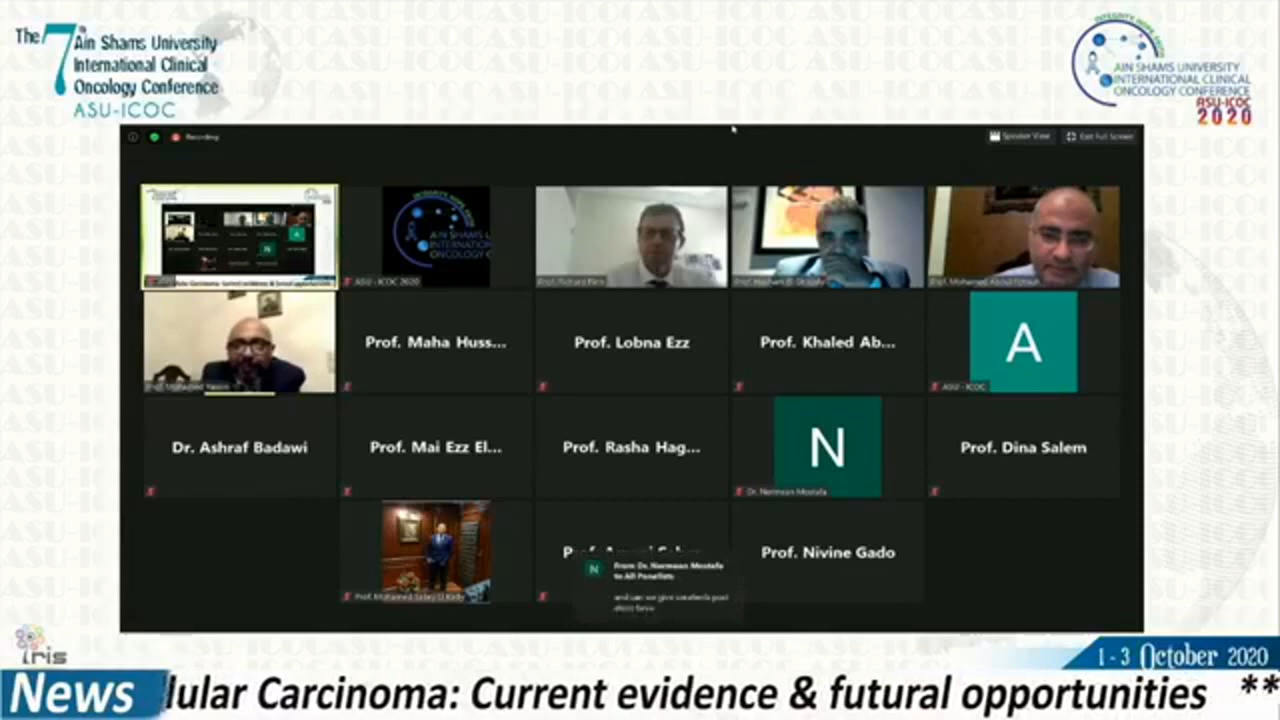 The 7
Ain Shams University
International Clinical
Oncology Conference
ASU-ICOC
INTEGRITY, HOPE, FAITH
AIN SHAMS UNIVERSITY
INTERNATIONAL CLINICAL
ONCOLOGY CONFERENCE
ASU-ICOC
2020
Recording
Speaker View
Exit Full Screen
ASU - ICOC 2020
Prof. Maha Huss...
Prof. Lobna Ezz
Prof. Khaled Ab...
A
ASU - ICOC
Dr. Ashraf Badawi
Prof. Mai Ezz El...
Prof. Rasha Hag...
N
Dr. Nermean Mostafa
Prof. Dina Salem
Prof. Nivine Gado
N
From Dr. Nermean Mostafa
to All Panelists
iris
1 - 3 October 2020
News
lular Carcinoma: Current evidence & futural opportunities **